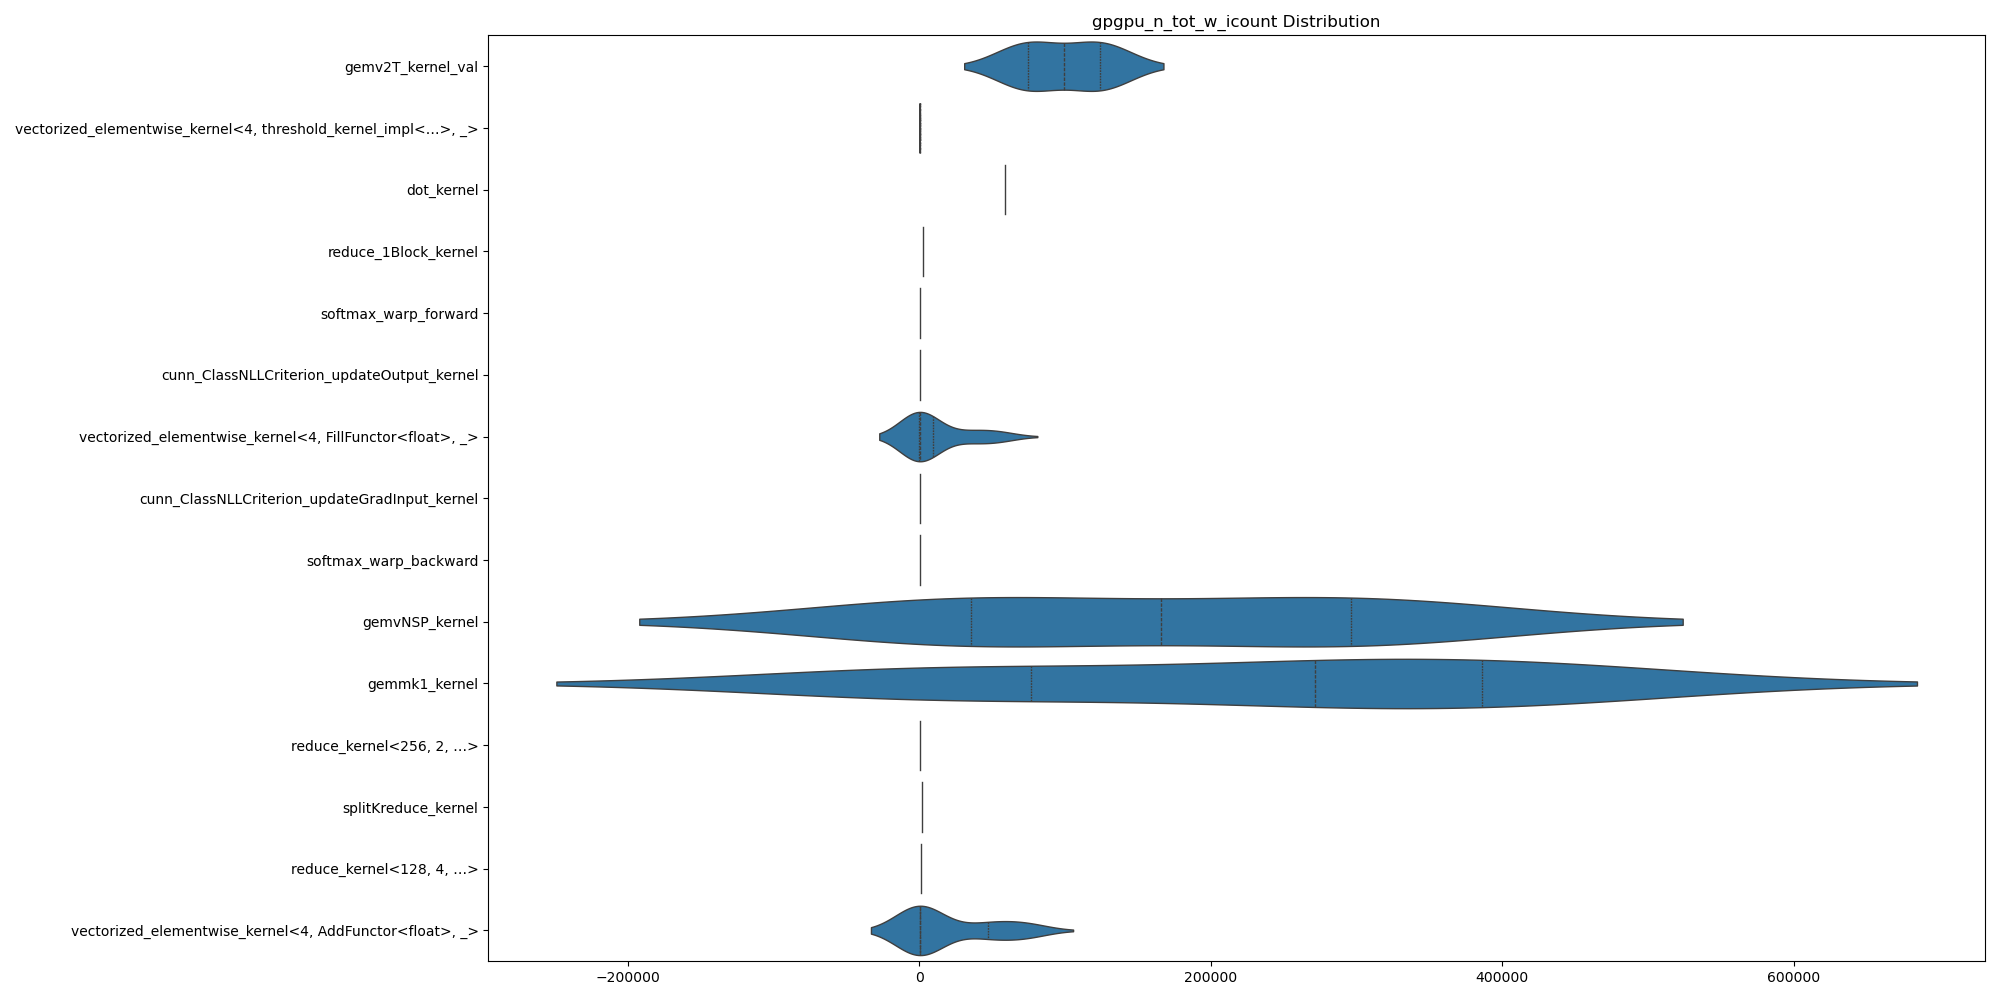 gpgpu_n_tot_w_icount Distribution
gemv2T_kernel_val
vectorized_elementwise_kernel<4, threshold_kernel_impl<...>, _>
dot_kernel
reduce_1Block_kernel
softmax_warp_forward
cunn_ClassNLLCriterion_updateOutput_kernel
vectorized_elementwise_kernel<4, FillFunctor<float>, _>
cunn_ClassNLLCriterion_updateGradInput_kernel
softmax_warp_backward
gemvNSP_kernel
gemmk1_kernel
reduce_kernel<256, 2, ...>
splitKreduce_kernel
reduce_kernel<128, 4, ...>
vectorized_elementwise_kernel<4, AddFunctor<float>, _>
−200000 0 200000 400000 600000